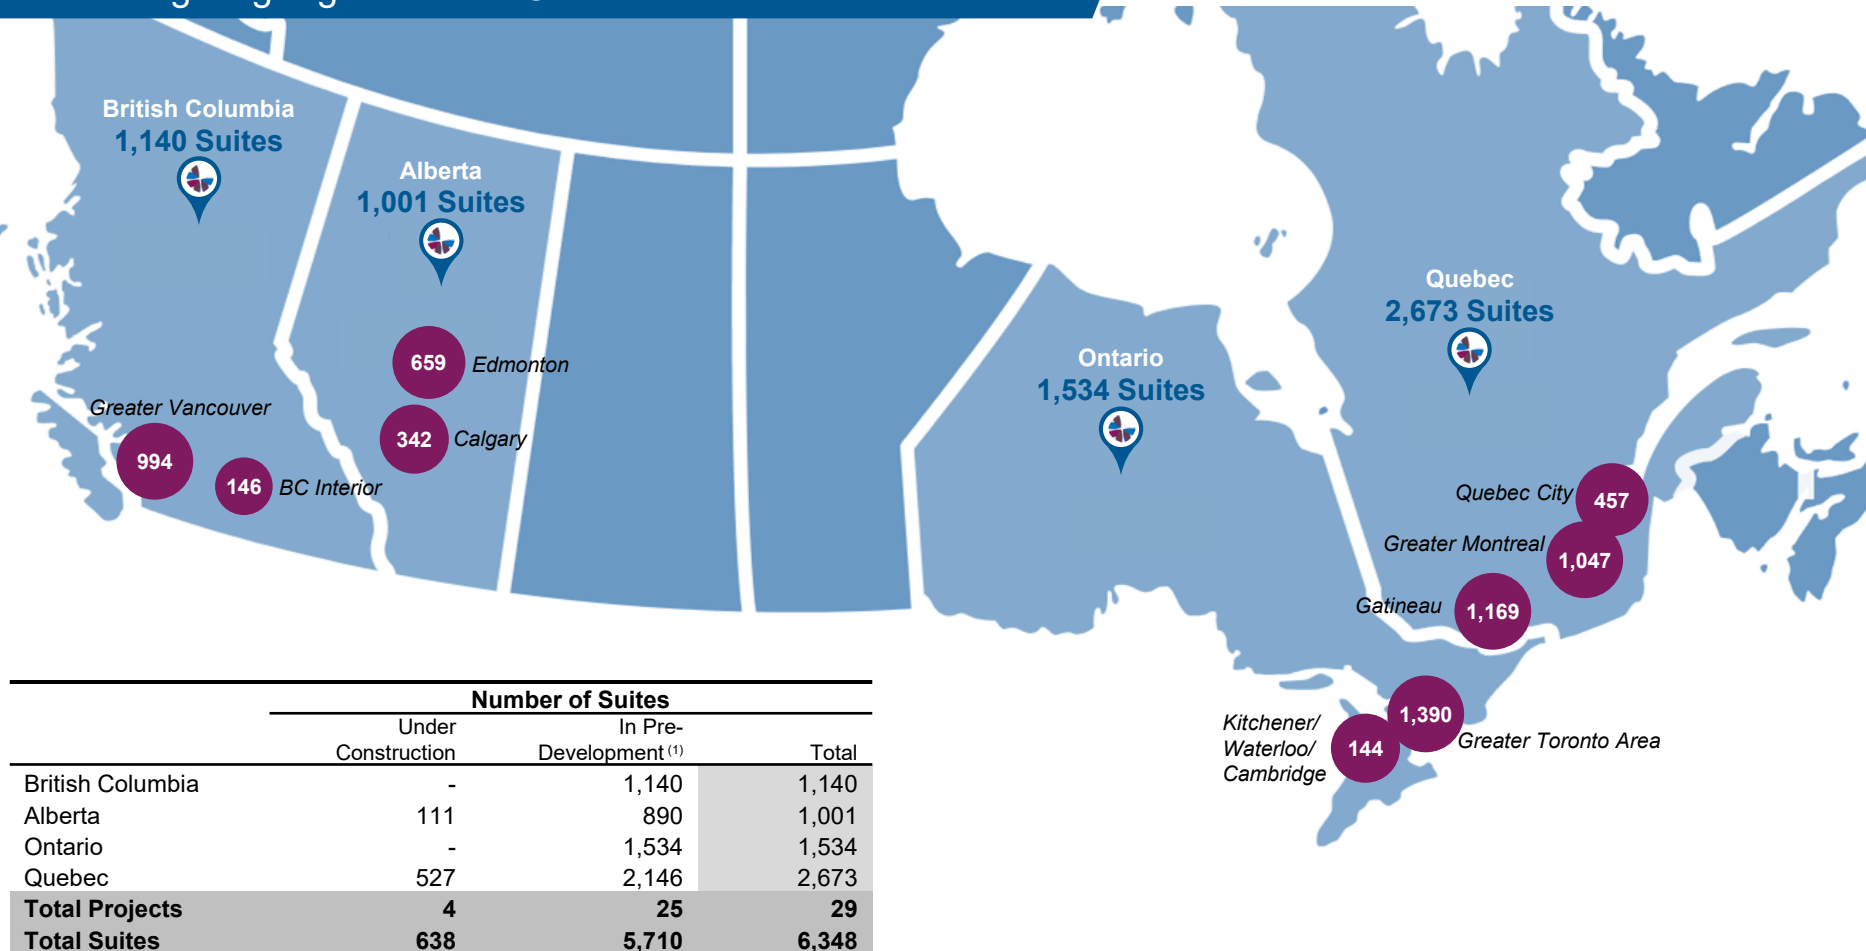 British Columbia
1,140 Suites
Alberta
1,001 Suites
Quebec
2,673 Suites
Ontario
1,534 Suites
659 Edmonton
Greater Vancouver
342 Calgary
994
146 BC Interior
Quebec City 457
Greater Montreal 1,047
Gatineau 1,169
1,390
Greater Toronto Area
Kitchener/
Waterloo/
Cambridge
144
Number of Suites
Under In Pre-
Construction Development (1) Total
British Columbia - 1,140 1,140
Alberta 111 890 1,001
Ontario - 1,534 1,534
Quebec 527 2,146 2,673
Total Projects 4 25 29
Total Suites 638 5,710 6,348